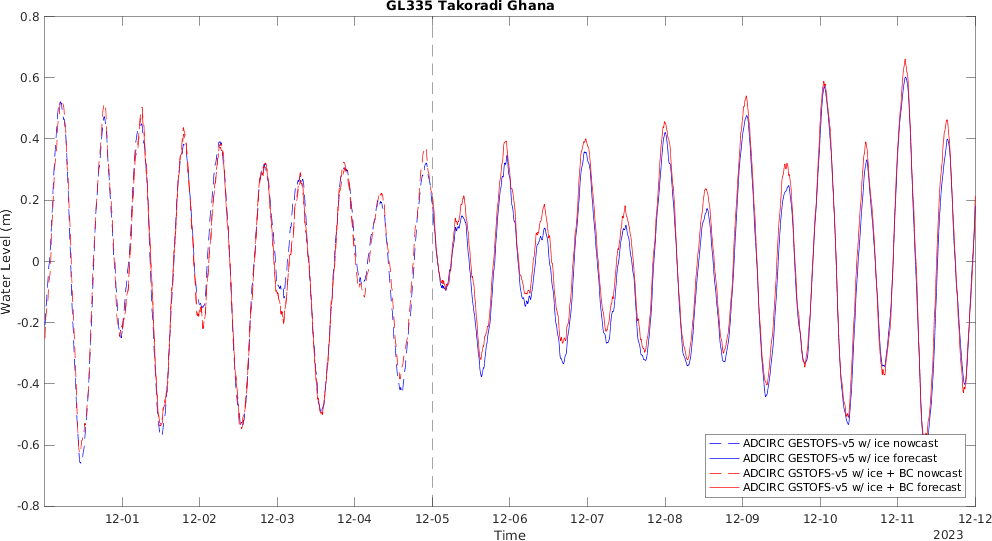 GL335 Takoradi Ghana
0.8
0.6
0.4
0.2
0
-0.2
-0.4
-0.6
-0.8
Water Level (m)
12-01 12-02 12-03 12-04 12-05 12-06 12-07 12-08 12-09 12-10 12-11 12-12
Time
2023
ADCIRC GESTOFS-v5 w/ ice nowcast
ADCIRC GESTOFS-v5 w/ ice forecast
ADCIRC GSTOFS-v5 w/ ice + BC nowcast
ADCIRC GSTOFS-v5 w/ ice + BC forecast